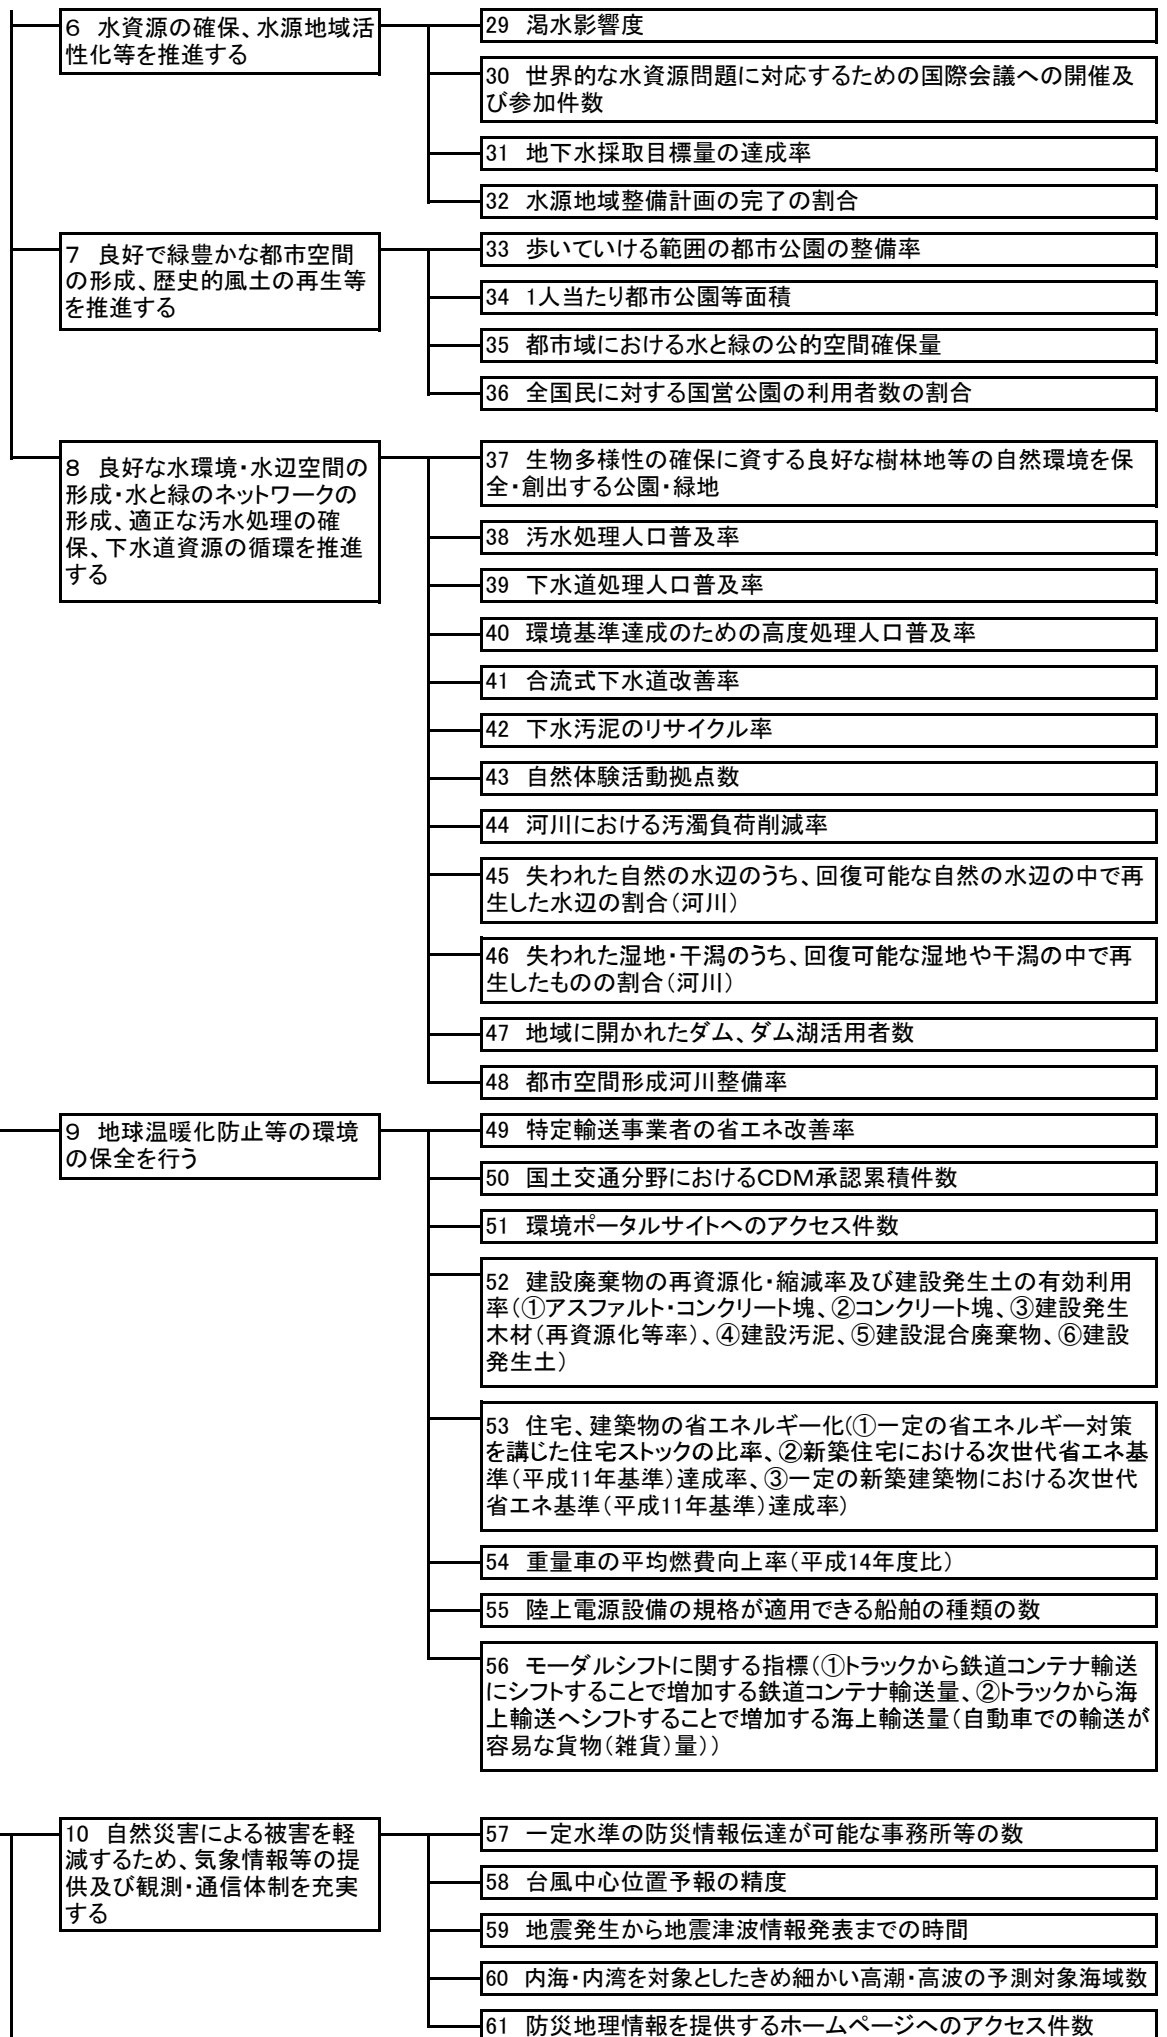 6 水資源の確保、水源地域活
性化等を推進する
29 渇水影響度
30 世界的な水資源問題に対応するための国際会議への開催及
び参加件数
31 地下水採取目標量の達成率
32 水源地域整備計画の完了の割合
7 良好で緑豊かな都市空間
の形成、歴史的風土の再生等
を推進する
33 歩いていける範囲の都市公園の整備率
34 1人当たり都市公園等面積
35 都市域における水と緑の公的空間確保量
36 全国民に対する国営公園の利用者数の割合
8 良好な水環境・水辺空間の
形成・水と緑のネットワークの
形成、適正な汚水処理の確
保、下水道資源の循環を推進
する
37 生物多様性の確保に資する良好な樹林地等の自然環境を保
全・創出する公園・緑地
38 汚水処理人口普及率
39 下水道処理人口普及率
40 環境基準達成のための高度処理人口普及率
41 合流式下水道改善率
42 下水汚泥のリサイクル率
43 自然体験活動拠点数
44 河川における汚濁負荷削減率
45 失われた自然の水辺のうち、回復可能な自然の水辺の中で再
生した水辺の割合(河川)
46 失われた湿地・干潟のうち、回復可能な湿地や干潟の中で再
生したものの割合(河川)
47 地域に開かれたダム、ダム湖活用者数
48 都市空間形成河川整備率
9 地球温暖化防止等の環境
の保全を行う
49 特定輸送事業者の省エネ改善率
50 国土交通分野におけるCDM承認累積件数
51 環境ポータルサイトへのアクセス件数
52 建設廃棄物の再資源化・縮減率及び建設発生土の有効利用
率(①アスファルト・コンクリート塊、②コンクリート塊、③建設発生
木材(再資源化等率)、④建設汚泥、⑤建設混合廃棄物、⑥建設
発生土)
53 住宅、建築物の省エネルギー化(①一定の省エネルギー対策
を講じた住宅ストックの比率、②新築住宅における次世代省エネ基
準(平成11年基準)達成率、③一定の新築建築物における次世代
省エネ基準(平成11年基準)達成率)
54 重量車の平均燃費向上率(平成14年度比)
55 陸上電源設備の規格が適用できる船舶の種類の数
56 モーダルシフトに関する指標(①トラックから鉄道コンテナ輸送
にシフトすることで増加する鉄道コンテナ輸送量、②トラックから海
上輸送へシフトすることで増加する海上輸送量(自動車での輸送が
容易な貨物(雑貨)量))
10 自然災害による被害を軽
減するため、気象情報等の提
供及び観測・通信体制を充実
する
57 一定水準の防災情報伝達が可能な事務所等の数
58 台風中心位置予報の精度
59 地震発生から地震津波情報発表までの時間
60 内海・内湾を対象としたきめ細かい高潮・高波の予測対象海域数
61 防災地理情報を提供するホームページへのアクセス件数